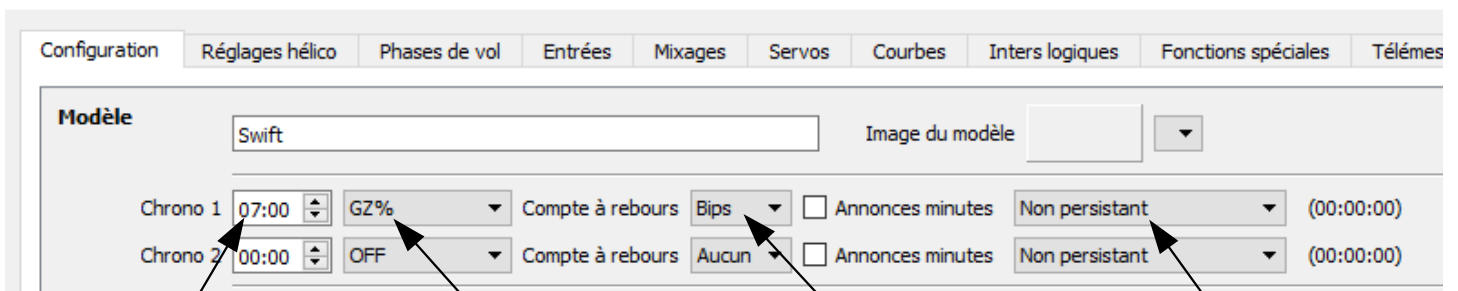 Configuration Réglages hélico Phases de vol Entrées Mixages Servos Courbes Inters logiques Fonctions spéciales Télémes
Modèle Swift Image du modèle
Chrono 1 07:00 GZ% Compte à rebours Bips Annonces minutes Non persistant (00:00:00)
Chrono 2 00:00 OFF Compte à rebours Aucun Annonces minutes Non persistant (00:00:00)